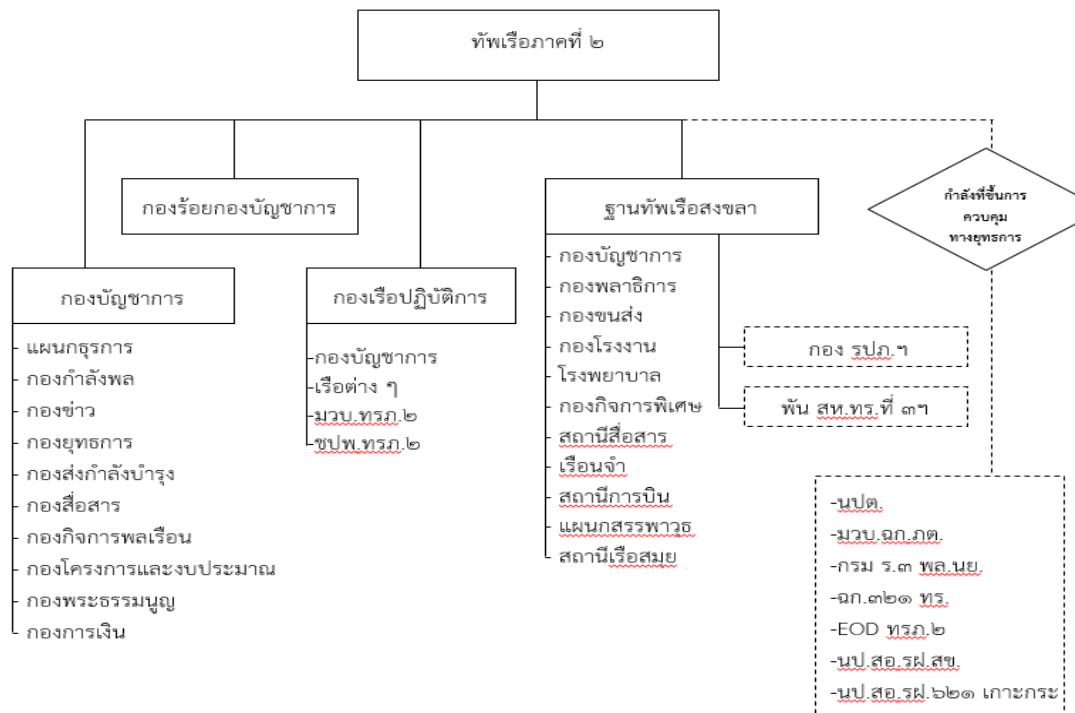 ทัพเรือภาคที่ ๒
กองร้อยกองบัญชาการ
ฐานทัพเรือสงขลา
กำลังที่ขึ้นการ
ควบคุม
ทางยุทธการ
กองบัญชาการ
กองเรือปฏิบัติการ
แผนกธุรการ
กองกำลังพล
กองข่าว
กองยุทธการ
กองส่งกำลังบำรุง
กองสื่อสาร
กองกิจการพลเรือน
กองโครงการและงบประมาณ
กองพระธรรมนูญ
กองการเงิน
-กองบัญชาการ
-เรือต่าง ๆ
-มวบ.ทรภ.๒
-ชปพ.ทรภ.๒
กองบัญชาการ
กองพลาธิการ
กองขนส่ง
กองโรงงาน
โรงพยาบาล
กองกิจการพิเศษ
สถานีสื่อสาร
เรือนจำ
สถานีการบิน
แผนกสรรพาวุธ
สถานีเรือสมุย
กอง รปภ.ฯ
พัน สห.ทร.ที่ ๓ฯ
-นปต.
-มวบ.ฉก.ภต.
-กรม ร.๓ พล.นย.
-ฉก.๓๒๑ ทร.
-EOD ทรภ.๒
-นป.สอ.รฝ.สข.
-นป.สอ.รฝ.๖๒๑ เกาะกระ